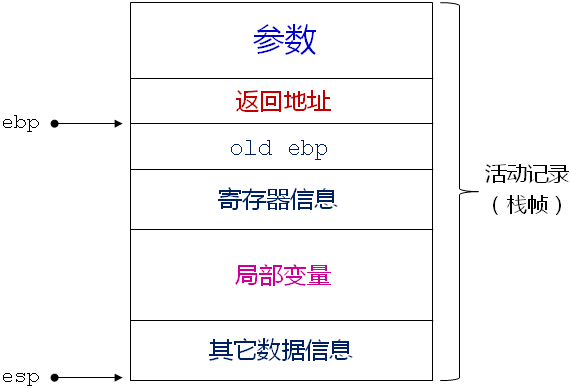 参数
返回地址
ebp
old ebp
寄存器信息
活动记录
（栈帧）
局部变量
其它数据信息
esp